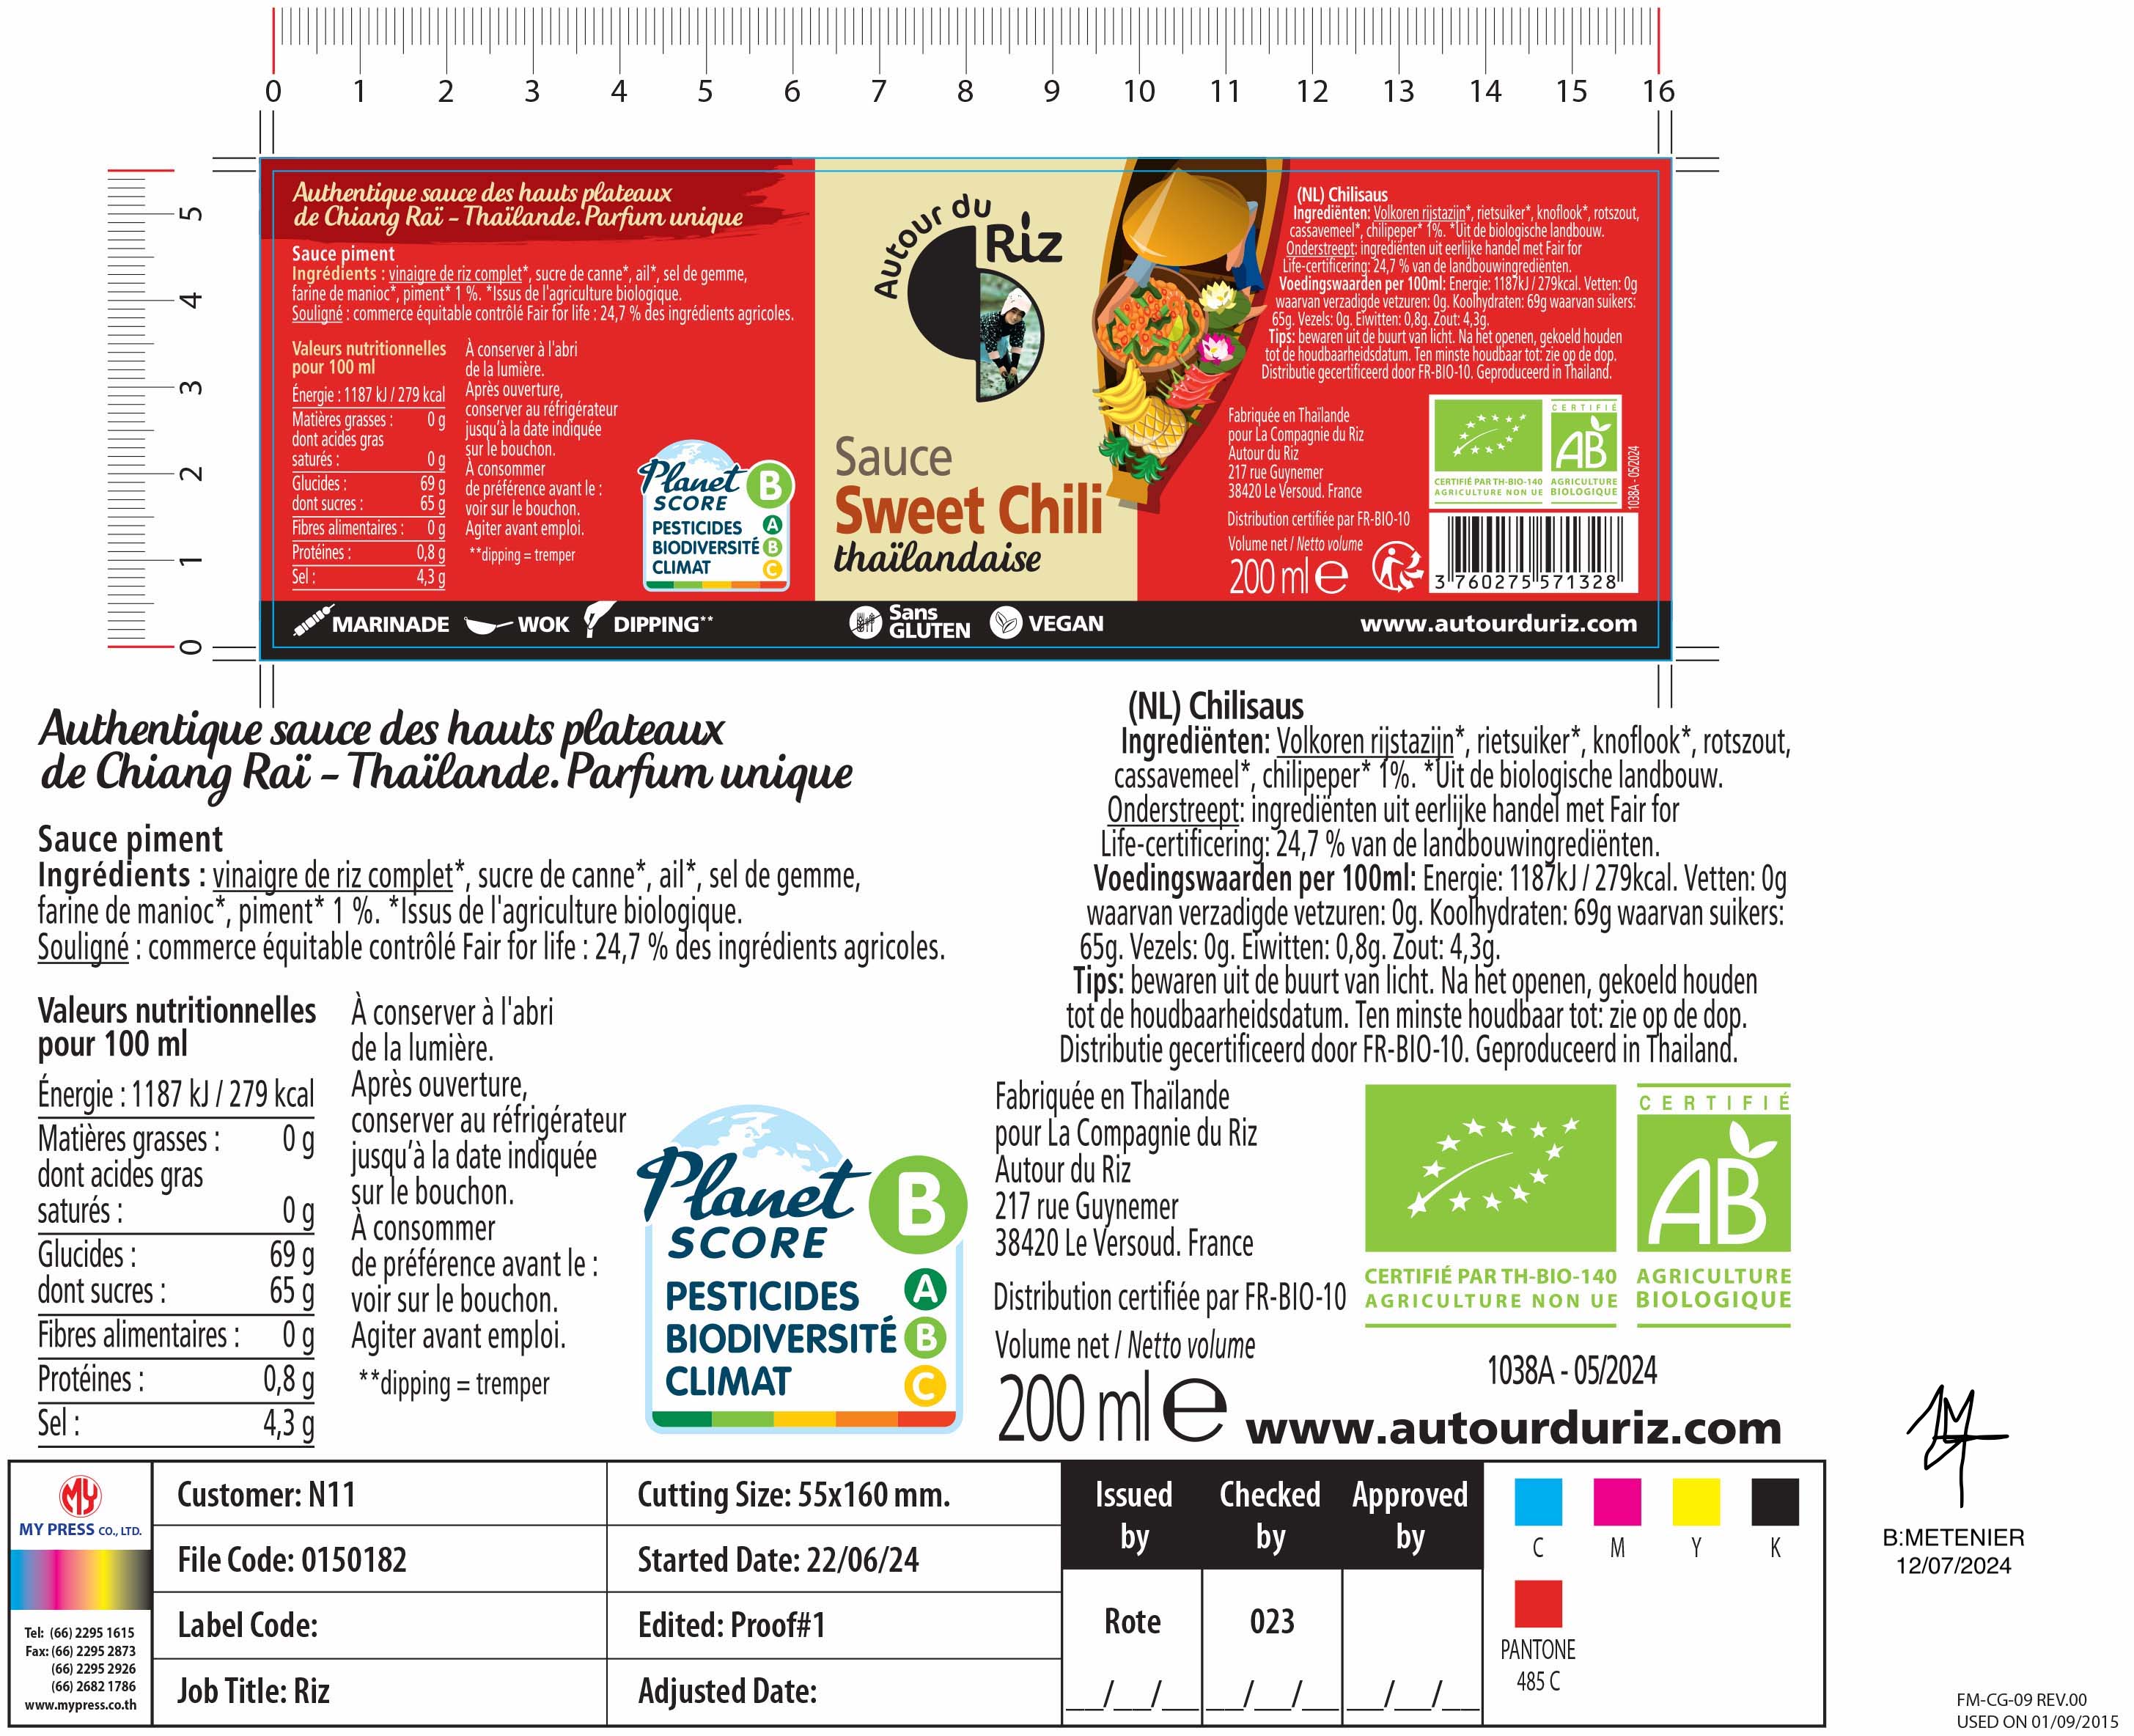 0 1 2 3 4 5 6 7 8 9 10 11 12 13 14 15 16
5
4
3
2
1
0
Authentique sauce des hauts plateaux
de Chiang Raï – Thaïlande. Parfum unique
Sauce piment
Ingrédients : vinaigre de riz complet*, sucre de canne*, ail*, sel de gemme,
farine de manioc*, piment* 1 %. *Issus de l'agriculture biologique.
Souligné : commerce équitable contrôlé Fair for life : 24,7 % des ingrédients agricoles.
Valeurs nutritionnelles
pour 100 ml
Énergie : 1187 kJ / 279 kcal
Matières grasses : 0 g
dont acides gras
saturés : 0 g
Glucides : 69 g
dont sucres : 65 g
Fibres alimentaires : 0 g
Protéines : 0,8 g
Sel : 4,3 g
À conserver à l'abri
de la lumière.
Après ouverture,
conserver au réfrigérateur
jusqu'à la date indiquée
sur le bouchon.
À consommer
de préférence avant le :
voir sur le bouchon.
Agiter avant emploi.
**dipping = tremper
Planet B
SCORE
PESTICIDES A
BIODIVERSITÉ B
CLIMAT C
Autour du
Riz
Sauce
Sweet Chili
thaïlandaise
(NL) Chilisaus
Ingrediënten: Volkoren rijstazijn*, rietsuiker*, knoflook*, rotszout,
cassavemeel*, chilipeper* 1%. *Uit de biologische landbouw.
Onderstreept: ingrediënten uit eerlijke handel met Fair for
Life-certificering: 24,7 % van de landbouwingrediënten.
Voedingswaarden per 100ml: Energie: 1187kJ / 279kcal. Vetten: 0g
waarvan verzadigde vetzuren: 0g. Koolhydraten: 69g waarvan suikers:
65g. Vezels: 0g. Eiwitten: 0,8g. Zout: 4,3g.
Tips: bewaren uit de buurt van licht. Na het openen, gekoeld houden
tot de houdbaarheidsdatum. Ten minste houdbaar tot: zie op de dop.
Distributie gecertificeerd door FR-BIO-10. Geproduceerd in Thailand.
Fabriquée en Thaïlande
pour La Compagnie du Riz
Autour du Riz
217 rue Guynemer
38420 Le Versoud. France
Distribution certifiée par FR-BIO-10
Volume net / Netto volume
200 ml e
CERTIFIÉ
AB
CERTIFIÉ PAR TH-BIO-140 AGRICULTURE
AGRICULTURE NON UE BIOLOGIQUE
1038A - 05/2024
3 760275 571328
MARINADE WOK DIPPING**
Sans
GLUTEN
VEGAN
www.autourduriz.com
Authentique sauce des hauts plateaux
de Chiang Raï – Thaïlande. Parfum unique
Sauce piment
Ingrédients : vinaigre de riz complet*, sucre de canne*, ail*, sel de gemme,
farine de manioc*, piment* 1 %. *Issus de l'agriculture biologique.
Souligné : commerce équitable contrôlé Fair for life : 24,7 % des ingrédients agricoles.
Valeurs nutritionnelles
pour 100 ml
Énergie : 1187 kJ / 279 kcal
Matières grasses : 0 g
dont acides gras
saturés : 0 g
Glucides : 69 g
dont sucres : 65 g
Fibres alimentaires : 0 g
Protéines : 0,8 g
Sel : 4,3 g
À conserver à l'abri
de la lumière.
Après ouverture,
conserver au réfrigérateur
jusqu'à la date indiquée
sur le bouchon.
À consommer
de préférence avant le :
voir sur le bouchon.
Agiter avant emploi.
**dipping = tremper
Planet B
SCORE
PESTICIDES A
BIODIVERSITÉ B
CLIMAT C
(NL) Chilisaus
Ingrediënten: Volkoren rijstazijn*, rietsuiker*, knoflook*, rotszout,
cassavemeel*, chilipeper* 1%. *Uit de biologische landbouw.
Onderstreept: ingrediënten uit eerlijke handel met Fair for
Life-certificering: 24,7 % van de landbouwingrediënten.
Voedingswaarden per 100ml: Energie: 1187kJ / 279kcal. Vetten: 0g
waarvan verzadigde vetzuren: 0g. Koolhydraten: 69g waarvan suikers:
65g. Vezels: 0g. Eiwitten: 0,8g. Zout: 4,3g.
Tips: bewaren uit de buurt van licht. Na het openen, gekoeld houden
tot de houdbaarheidsdatum. Ten minste houdbaar tot: zie op de dop.
Distributie gecertificeerd door FR-BIO-10. Geproduceerd in Thailand.
Fabriquée en Thaïlande
pour La Compagnie du Riz
Autour du Riz
217 rue Guynemer
38420 Le Versoud. France
Distribution certifiée par FR-BIO-10
Volume net / Netto volume
200 ml e
CERTIFIÉ
AB
CERTIFIÉ PAR TH-BIO-140 AGRICULTURE
AGRICULTURE NON UE BIOLOGIQUE
1038A - 05/2024
www.autourduriz.com
MY
MY PRESS CO., LTD.
Tel: (66) 2295 1615
Fax: (66) 2295 2873
(66) 2295 2926
(66) 2682 1786
www.mypress.co.th
Customer: N11
File Code: 0150182
Label Code:
Job Title: Riz
Cutting Size: 55x160 mm.
Started Date: 22/06/24
Edited: Proof#1
Adjusted Date:
Issued by
Checked by
Approved by
Rote
023
__/__/__ __/__/__ __/__/__
C M Y K
PANTONE
485 C
B:METENIER
12/07/2024
FM-CG-09 REV.00
USED ON 01/09/2015